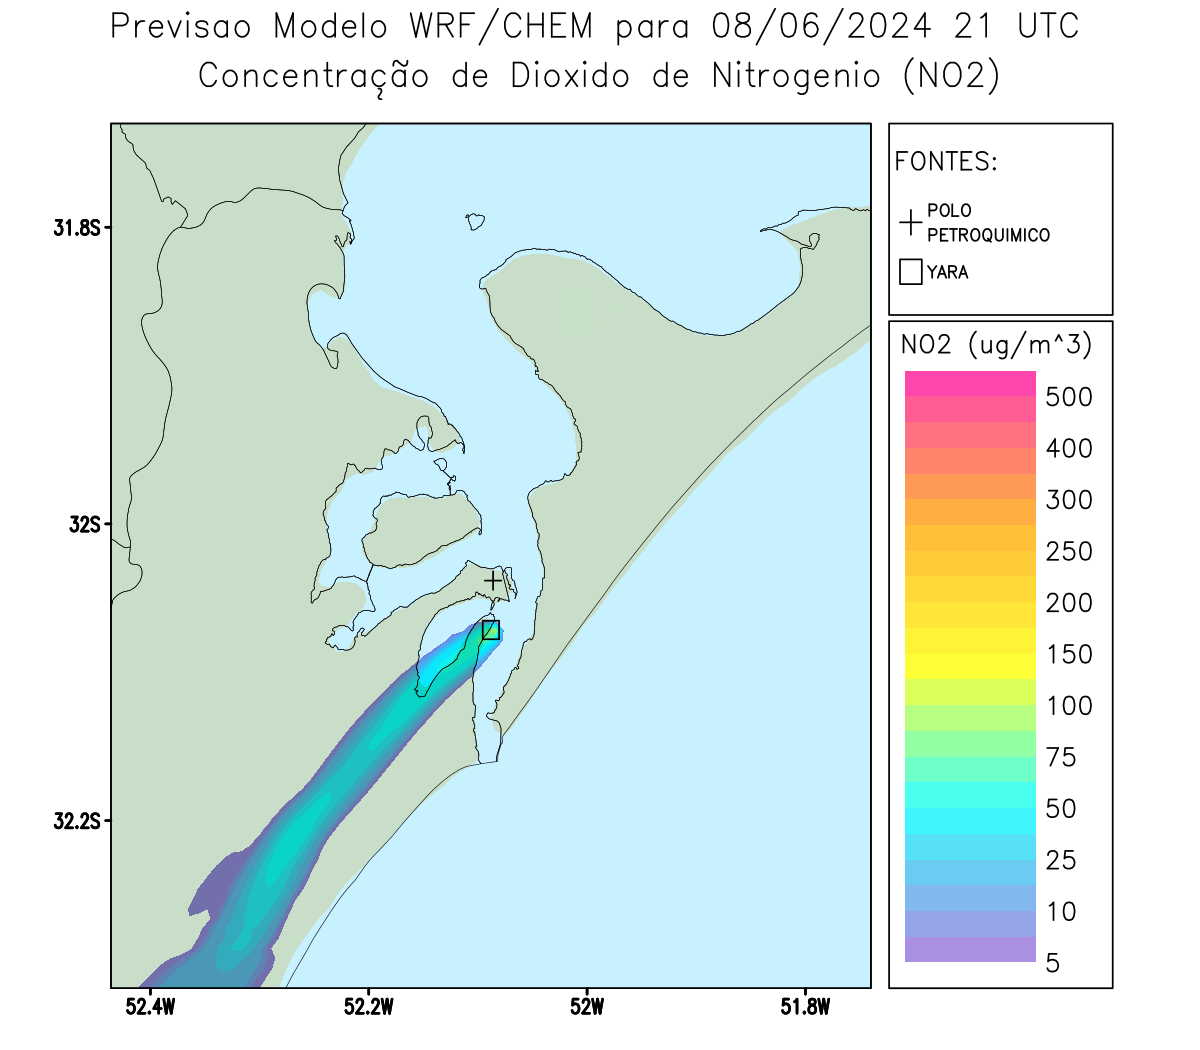 Previsao Modelo WRF/CHEM para 08/06/2024 21 UTC
Concentração de Dioxido de Nitrogenio (NO2)
FONTES:
POLO
PETROQUIMICO
YARA
NO2 (ug/m^3)
500
400
300
250
200
150
100
75
50
25
10
5
31.8S
32S
32.2S
52.4W
52.2W
52W
51.8W